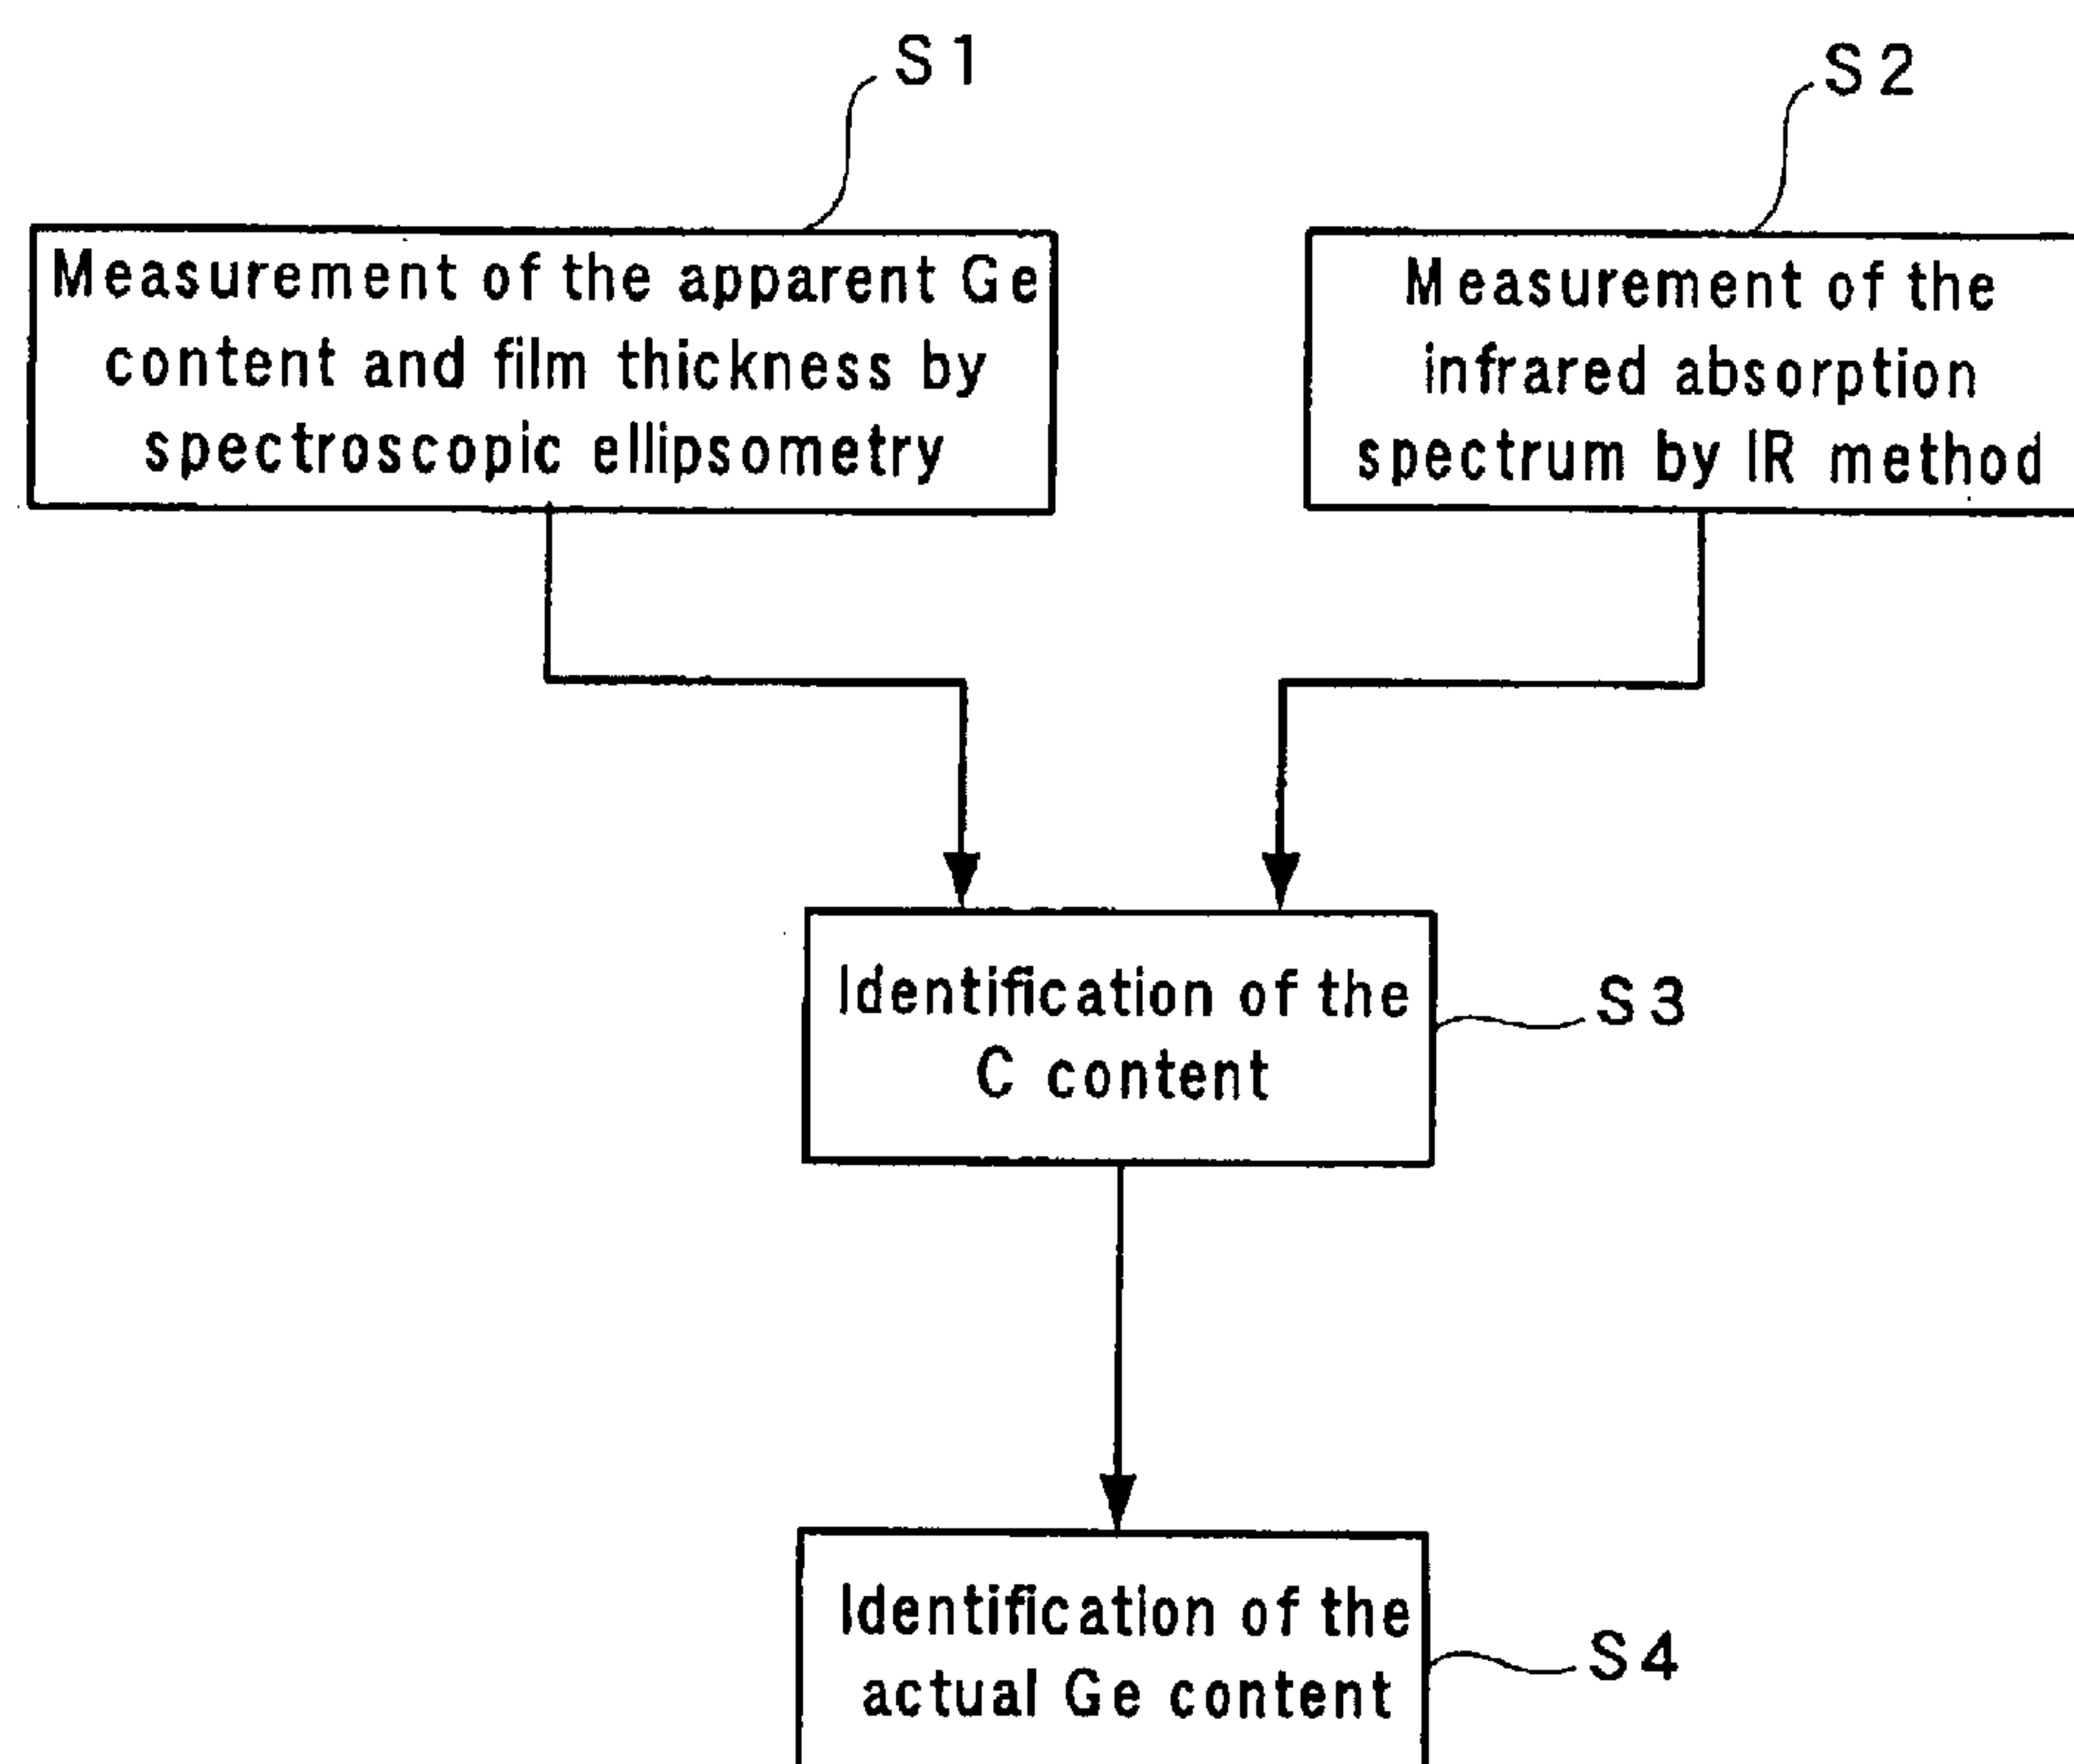 S1
Measurement of the apparent Ge
content and film thickness by
spectroscopic ellipsometry
S2
Measurement of the
infrared absorption
spectrum by IR method
Identification of the
C content
S3
Identification of the
actual Ge content
S4